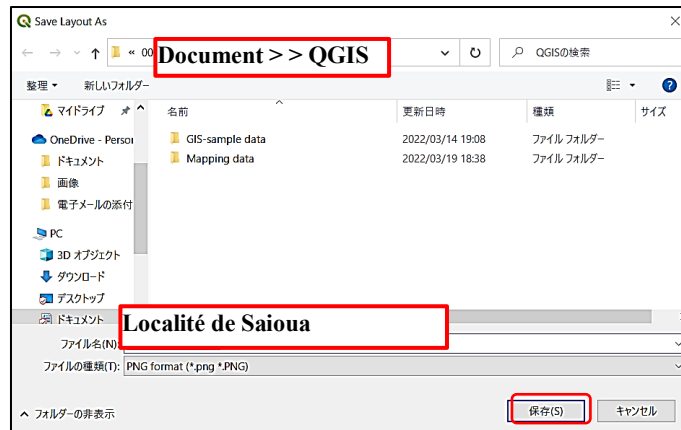 Save Layout As
« 00
Document > > QGIS
QGISの検索
整理
新しいフォルダー
名前
更新日時
種類
サイズ
マイドライブ
OneDrive - Person
ドキュメント
画像
電子メールの添付
PC
3D オブジェクト
ダウンロード
デスクトップ
ドキュメント
GIS-sample data
2022/03/14 19:08
ファイル フォルダー
Mapping data
2022/03/19 18:38
ファイル フォルダー
Localité de Saioua
ファイル名(N):
ファイルの種類(T): PNG format (*.png *.PNG)
フォルダーの非表示
保存(S)
キャンセル